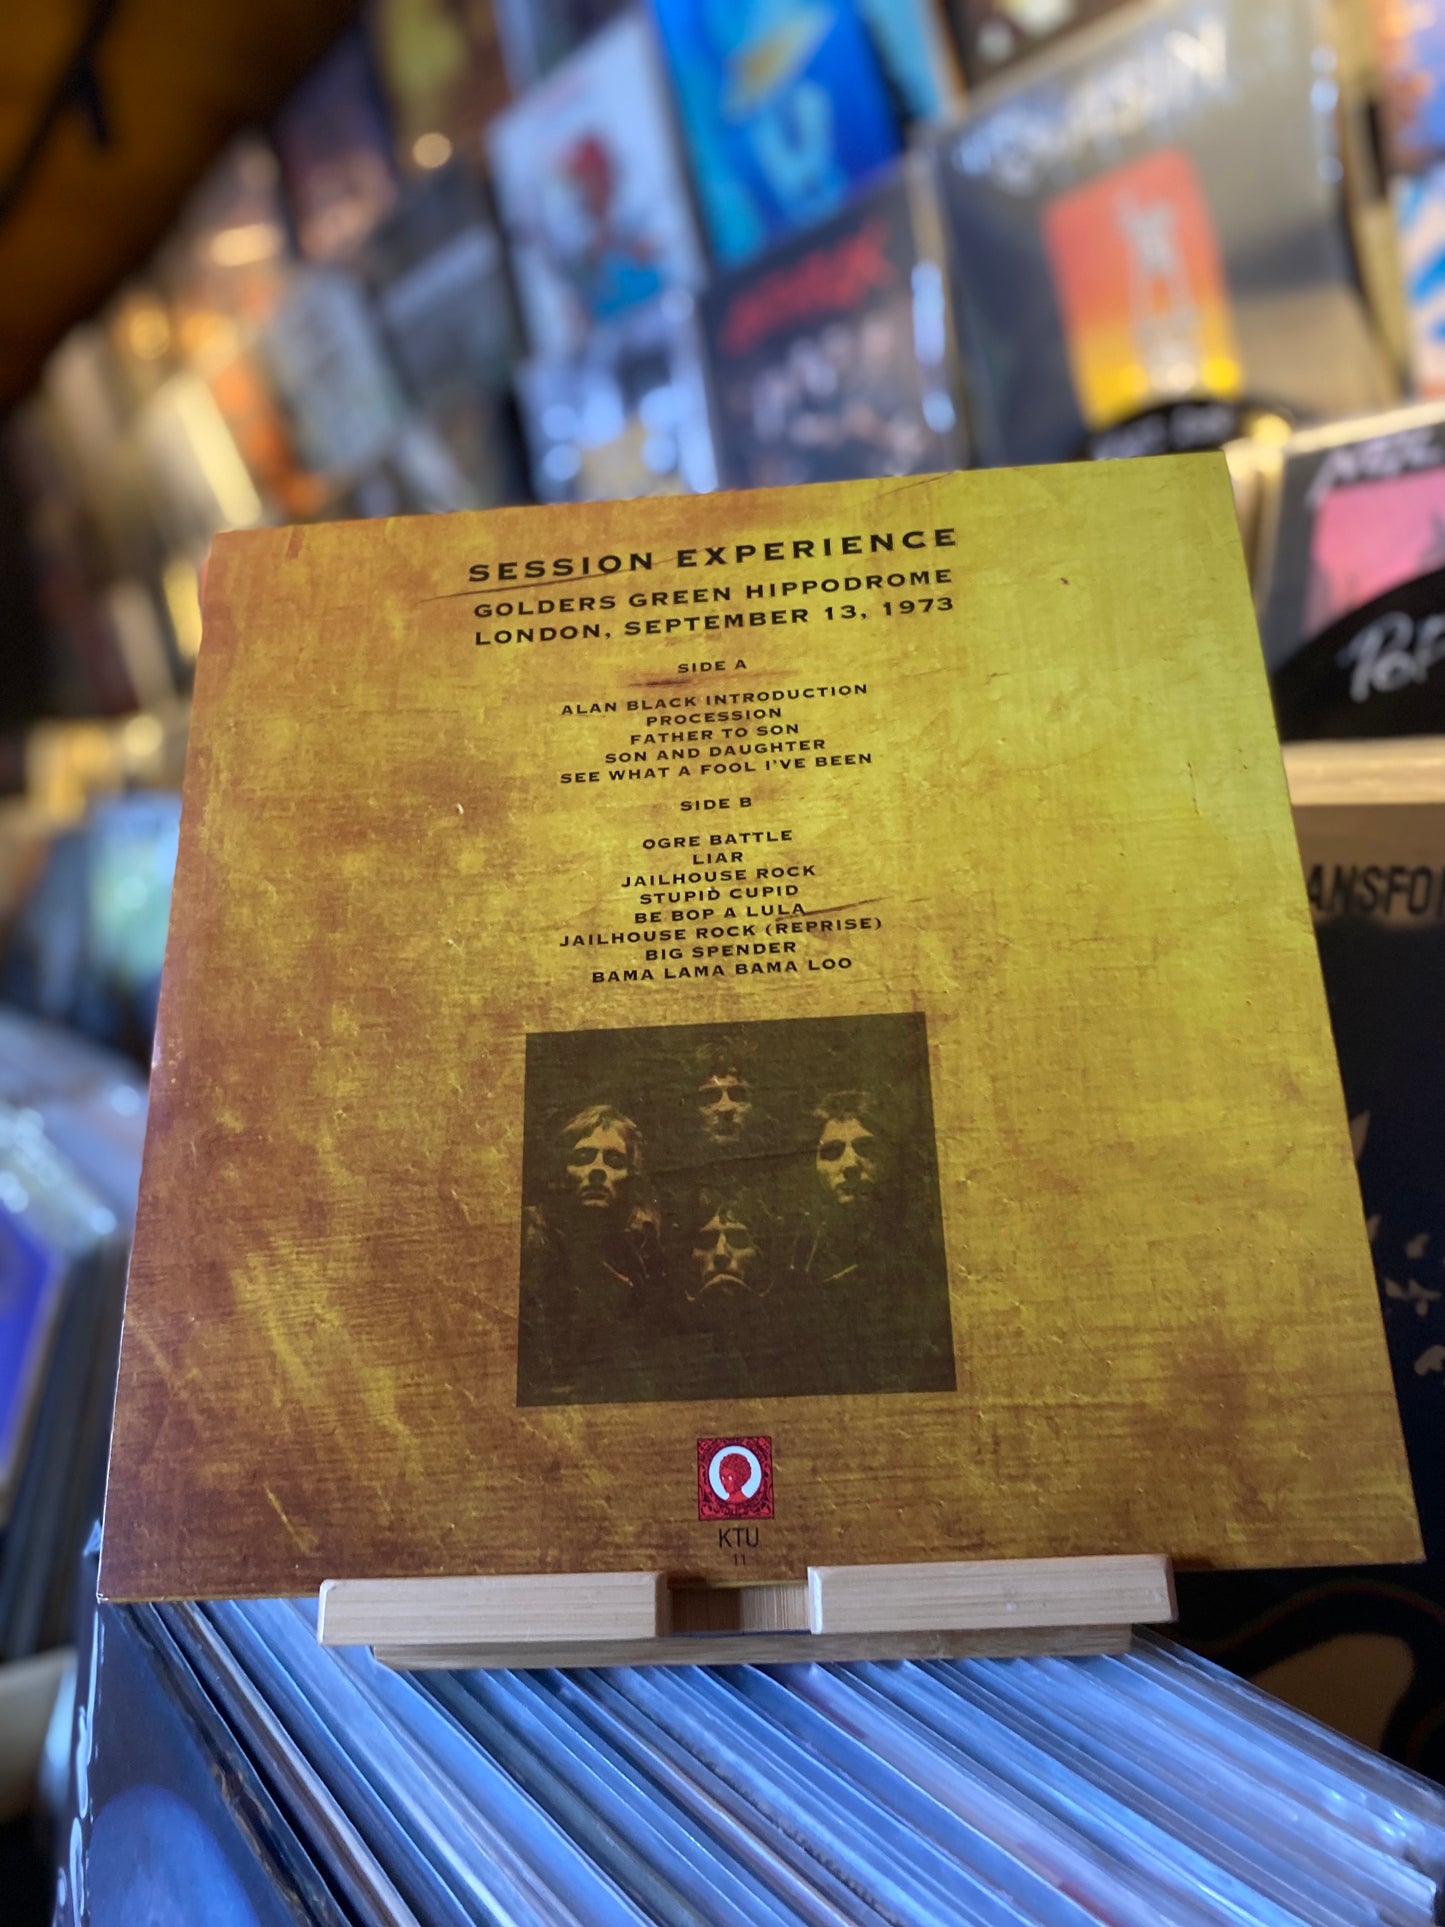 SESSION EXPERIENCE
GOLDERS GREEN HIPPODROME
LONDON, SEPTEMBER 13, 1973
SIDE A
ALAN BLACK INTRODUCTION
PROCESSION
FATHER TO SON
SON AND DAUGHTER
SEE WHAT A FOOL I'VE BEEN
SIDE B
OGRE BATTLE
LIAR
JAILHOUSE ROCK
STUPID CUPID
BE BOP A LULA
JAILHOUSE ROCK (REPRISE)
BIG SPENDER
BAMA LAMA BAMA LOO
KTU
11
ANSFO